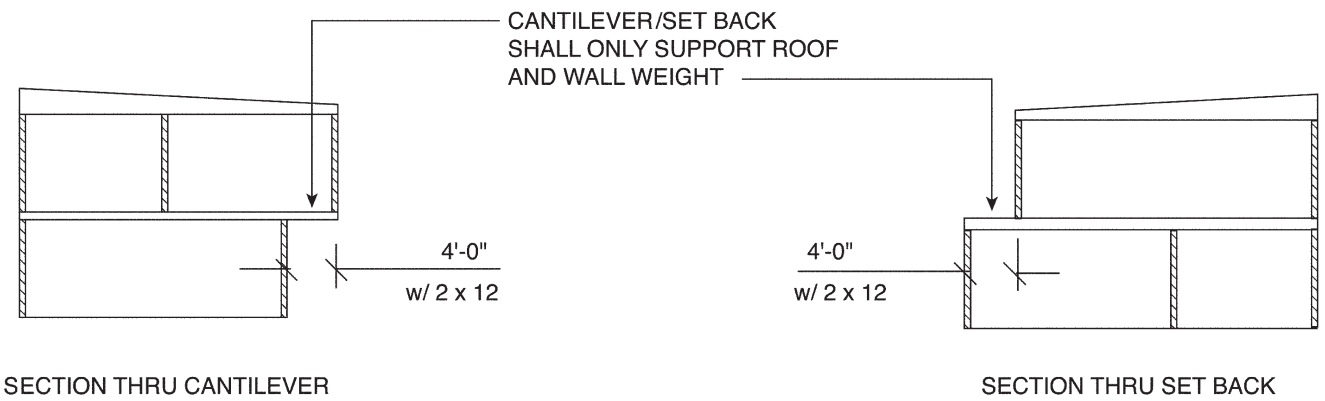 CANTILEVER/SET BACK
SHALL ONLY SUPPORT ROOF
AND WALL WEIGHT
4'-0"
w/ 2 x 12
4'-0"
w/ 2 x 12
SECTION THRU CANTILEVER
SECTION THRU SET BACK